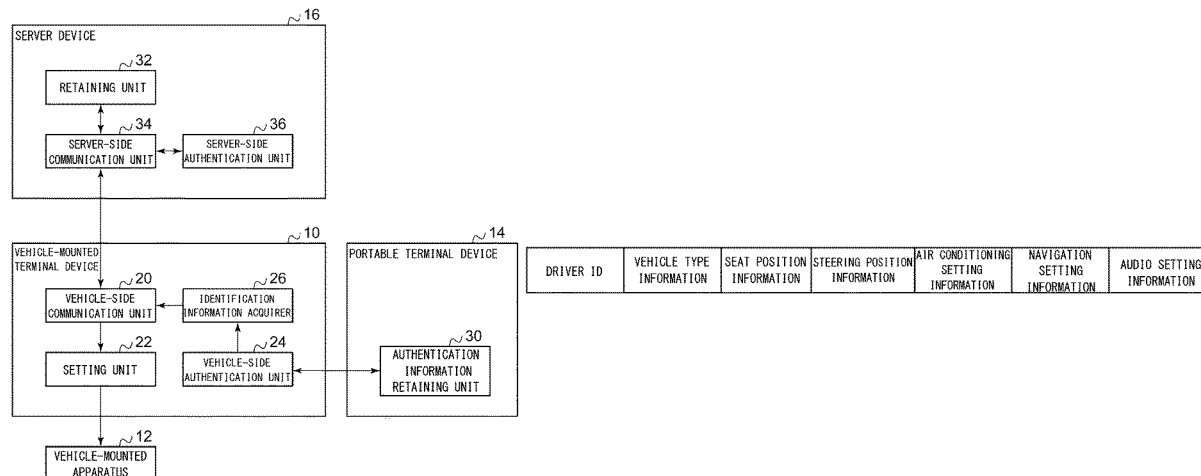 16
SERVER DEVICE
32
RETAINING UNIT
34
SERVER-SIDE
COMMUNICATION UNIT
36
SERVER-SIDE
AUTHENTICATION UNIT
10
VEHICLE-MOUNTED
TERMINAL DEVICE
20
VEHICLE-SIDE
COMMUNICATION UNIT
26
IDENTIFICATION
INFORMATION ACQUIRER
22
SETTING UNIT
24
VEHICLE-SIDE
AUTHENTICATION UNIT
12
VEHICLE-MOUNTED
APPARATUS
14
PORTABLE TERMINAL DEVICE
30
AUTHENTICATION
INFORMATION
RETAINING UNIT
DRIVER ID
VEHICLE TYPE
INFORMATION
SEAT POSITION
INFORMATION
STEERING POSITION
INFORMATION
AIR CONDITIONING
SETTING
INFORMATION
NAVIGATION
SETTING
INFORMATION
AUDIO SETTING
INFORMATION